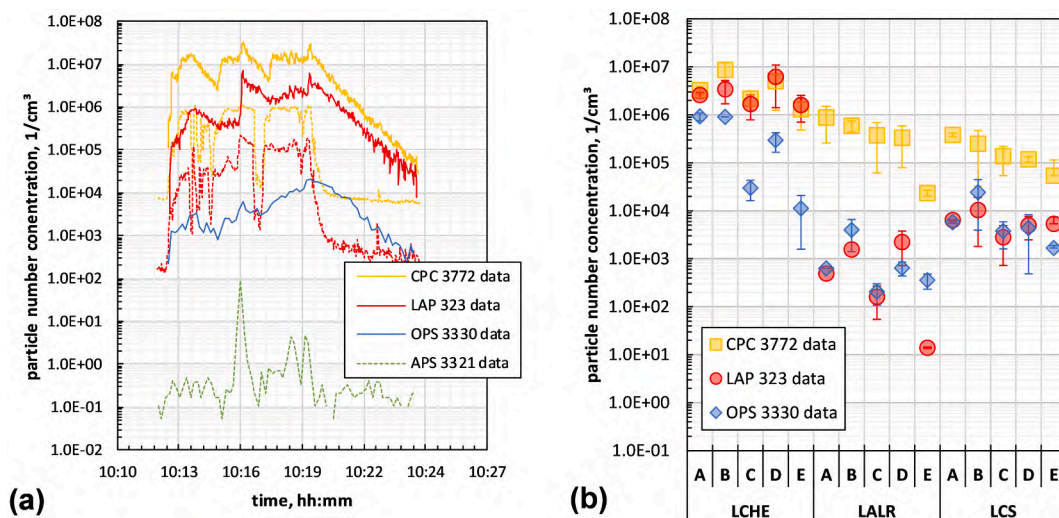 particle number concentration, 1/cm³
1.0E+08
1.0E+07
1.0E+06
1.0E+05
1.0E+04
1.0E+03
1.0E+02
1.0E+01
1.0E+00
1.0E-01
1.0E-02
CPC 3772 data
LAP 323 data
OPS 3330 data
APS 3321 data
10:10 10:13 10:16 10:19 10:22 10:24 10:27
time, hh:mm
(a)
particle number concentration, 1/cm³
1.0E+08
1.0E+07
1.0E+06
1.0E+05
1.0E+04
1.0E+03
1.0E+02
1.0E+01
1.0E+00
1.0E-01
CPC 3772 data
LAP 323 data
OPS 3330 data
A B C D E A B C D E A B C D E
LCHE LALR LCS
(b)